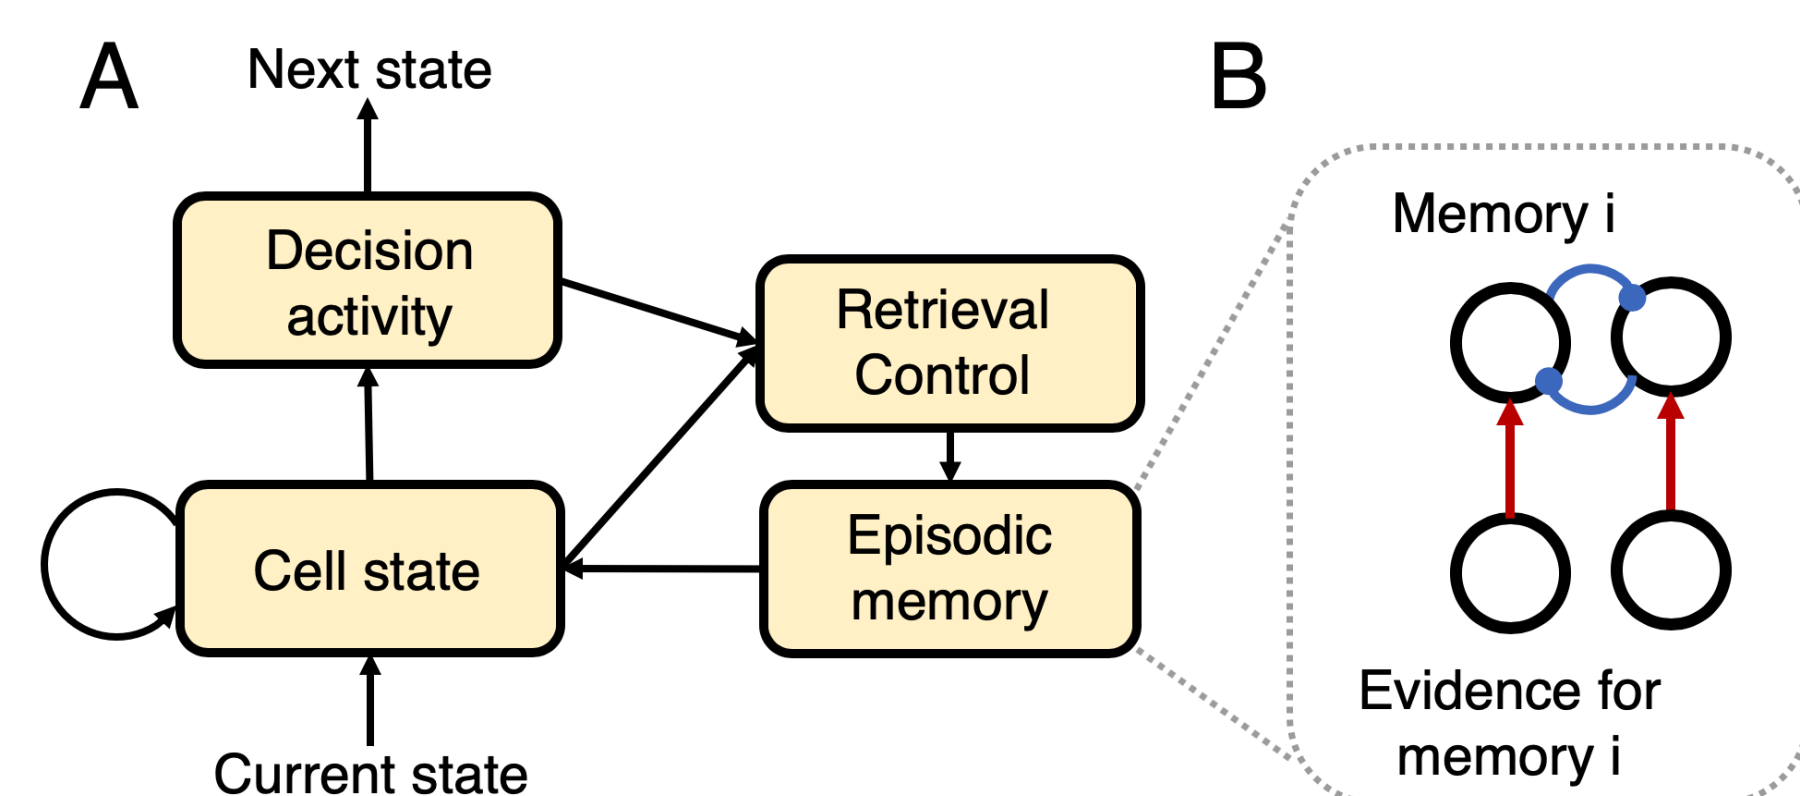 A
Next state
Decision
activity
Retrieval
Control
Cell state
Episodic
memory
Current state
B
Memory i
Evidence for
memory i